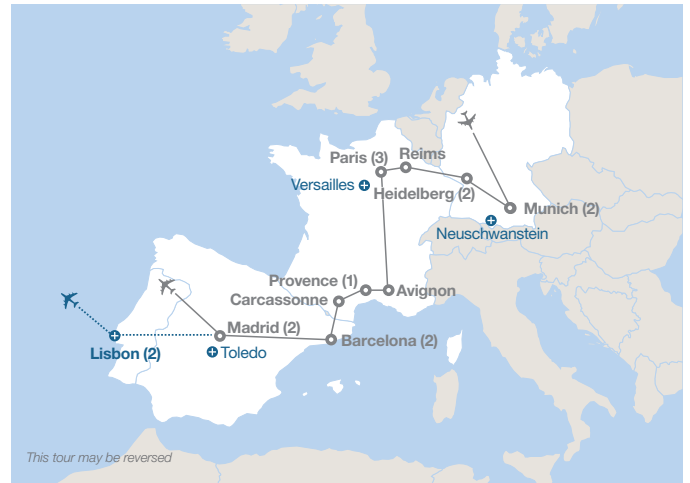 Paris (3)
Reims
Versailles
Heidelberg (2)
Munich (2)
Neuschwanstein
Provence (1)
Carcassonne
Avignon
Madrid (2)
Barcelona (2)
Lisbon (2)
Toledo
This tour may be reversed